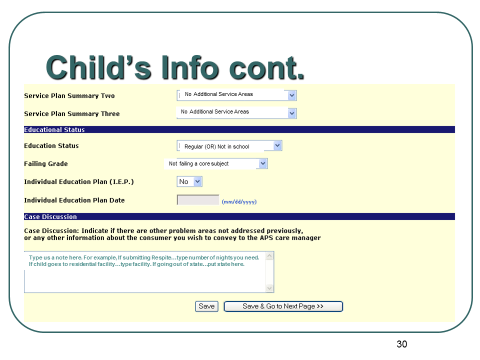 Child's Info cont.
Service Plan Summary Two No Additional Service Areas
Service Plan Summary Three No Additional Service Areas
Educational Status
Education Status Regular (OR) Not in school
Failing Grade Not failing a core subject
Individual Education Plan (I.E.P.) No
Individual Education Plan Date (mm/dd/yyyy)
Case Discussion
Case Discussion: Indicate if there are other problem areas not addressed previously,
or any other information about the consumer you wish to convey to the APS care manager
Type us a note here. For example, If submitting Respite...type number of nights you need.
If child goes to residential facility....type facility. If going out of state...put state here.
Save Save & Go to Next Page >>
30